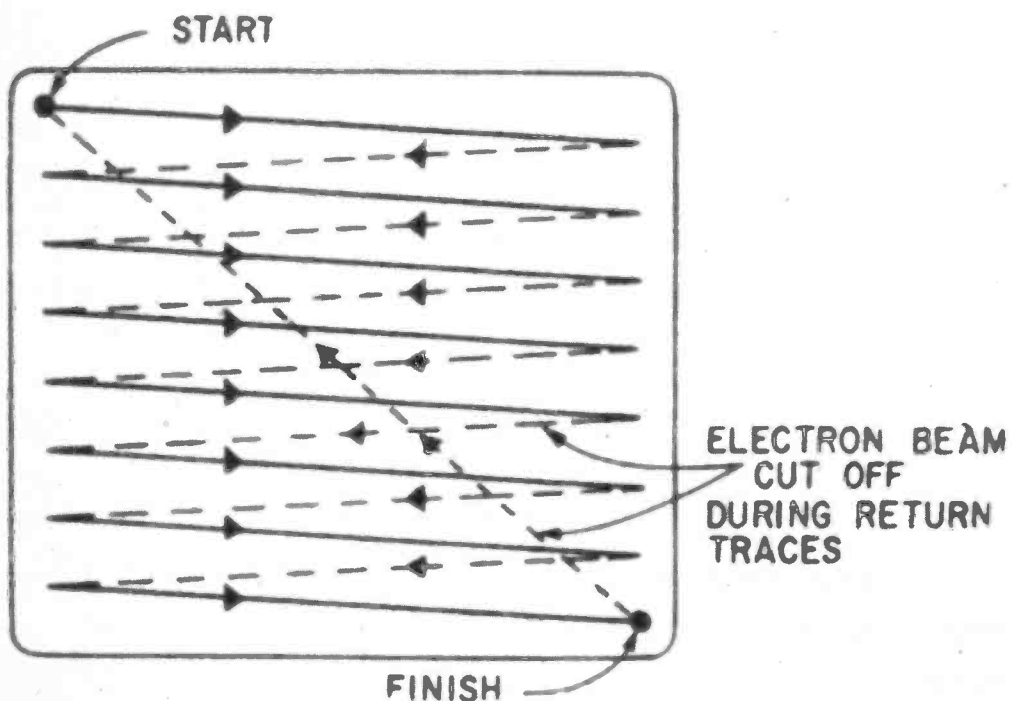 START
ELECTRON BEAM
CUT OFF
DURING RETURN
TRACES
FINISH